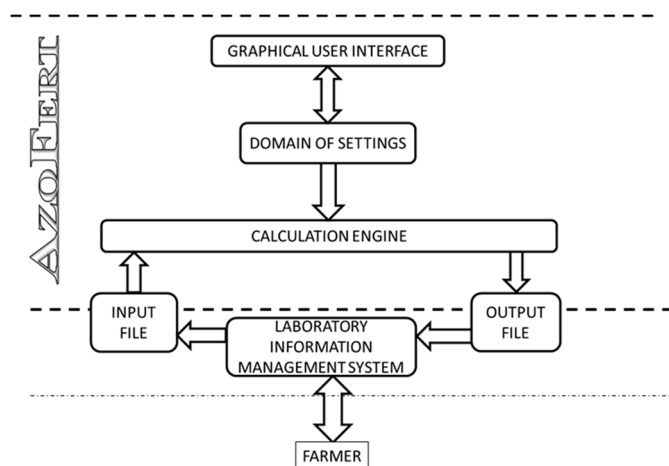 AZOFERT
GRAPHICAL USER INTERFACE
DOMAIN OF SETTINGS
CALCULATION ENGINE
INPUT
FILE
LABORATORY
INFORMATION
MANAGEMENT SYSTEM
OUTPUT
FILE
FARMER